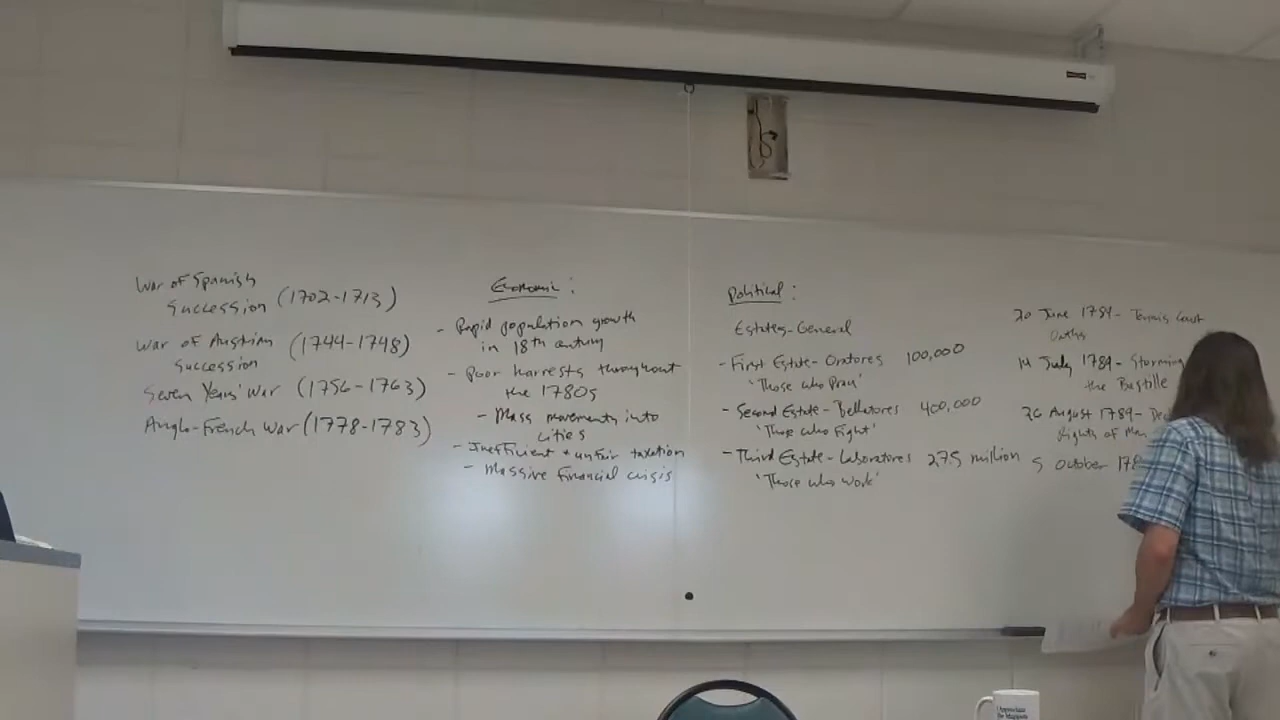 War of Spanish
Succession (1702-1713)
War of Austrian (1744-1748)
Succession
Seven Years' War (1756-1763)
Anglo-French War (1778-1783)
Economic:
- Rapid population growth
in 18th century
- Poor harvests throughout
the 1780s
- Mass movements into
cities
- Inefficient + unfair taxation
- Massive financial crisis
Political:
Estates-General
- First Estate - Oratores 100,000
'Those who Pray'
- Second Estate - Bellatores 400,000
'Those who Fight'
- Third Estate - Laboratores 27.5 million
'Those who work'
20 June 1789 - Tennis Court
Oaths
14 July 1789 - Storming
the Bastille
26 August 1789 - Dec
Rights of Man
5 October 178